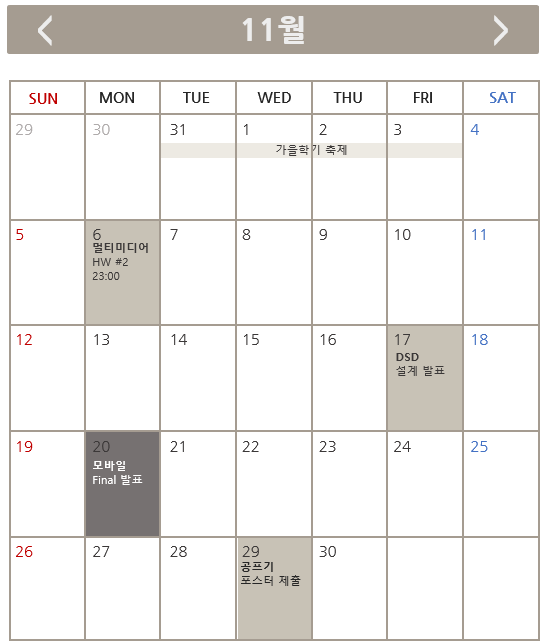 < 11월 >
SUN MON TUE WED THU FRI SAT
29 30 31 1 2 3 4
가을학기 축제
5 6 7 8 9 10 11
멀티미디어
HW #2
23:00
12 13 14 15 16 17 18
DSD
설계 발표
19 20 21 22 23 24 25
모바일
Final 발표
26 27 28 29 30
공프기
포스터 제출